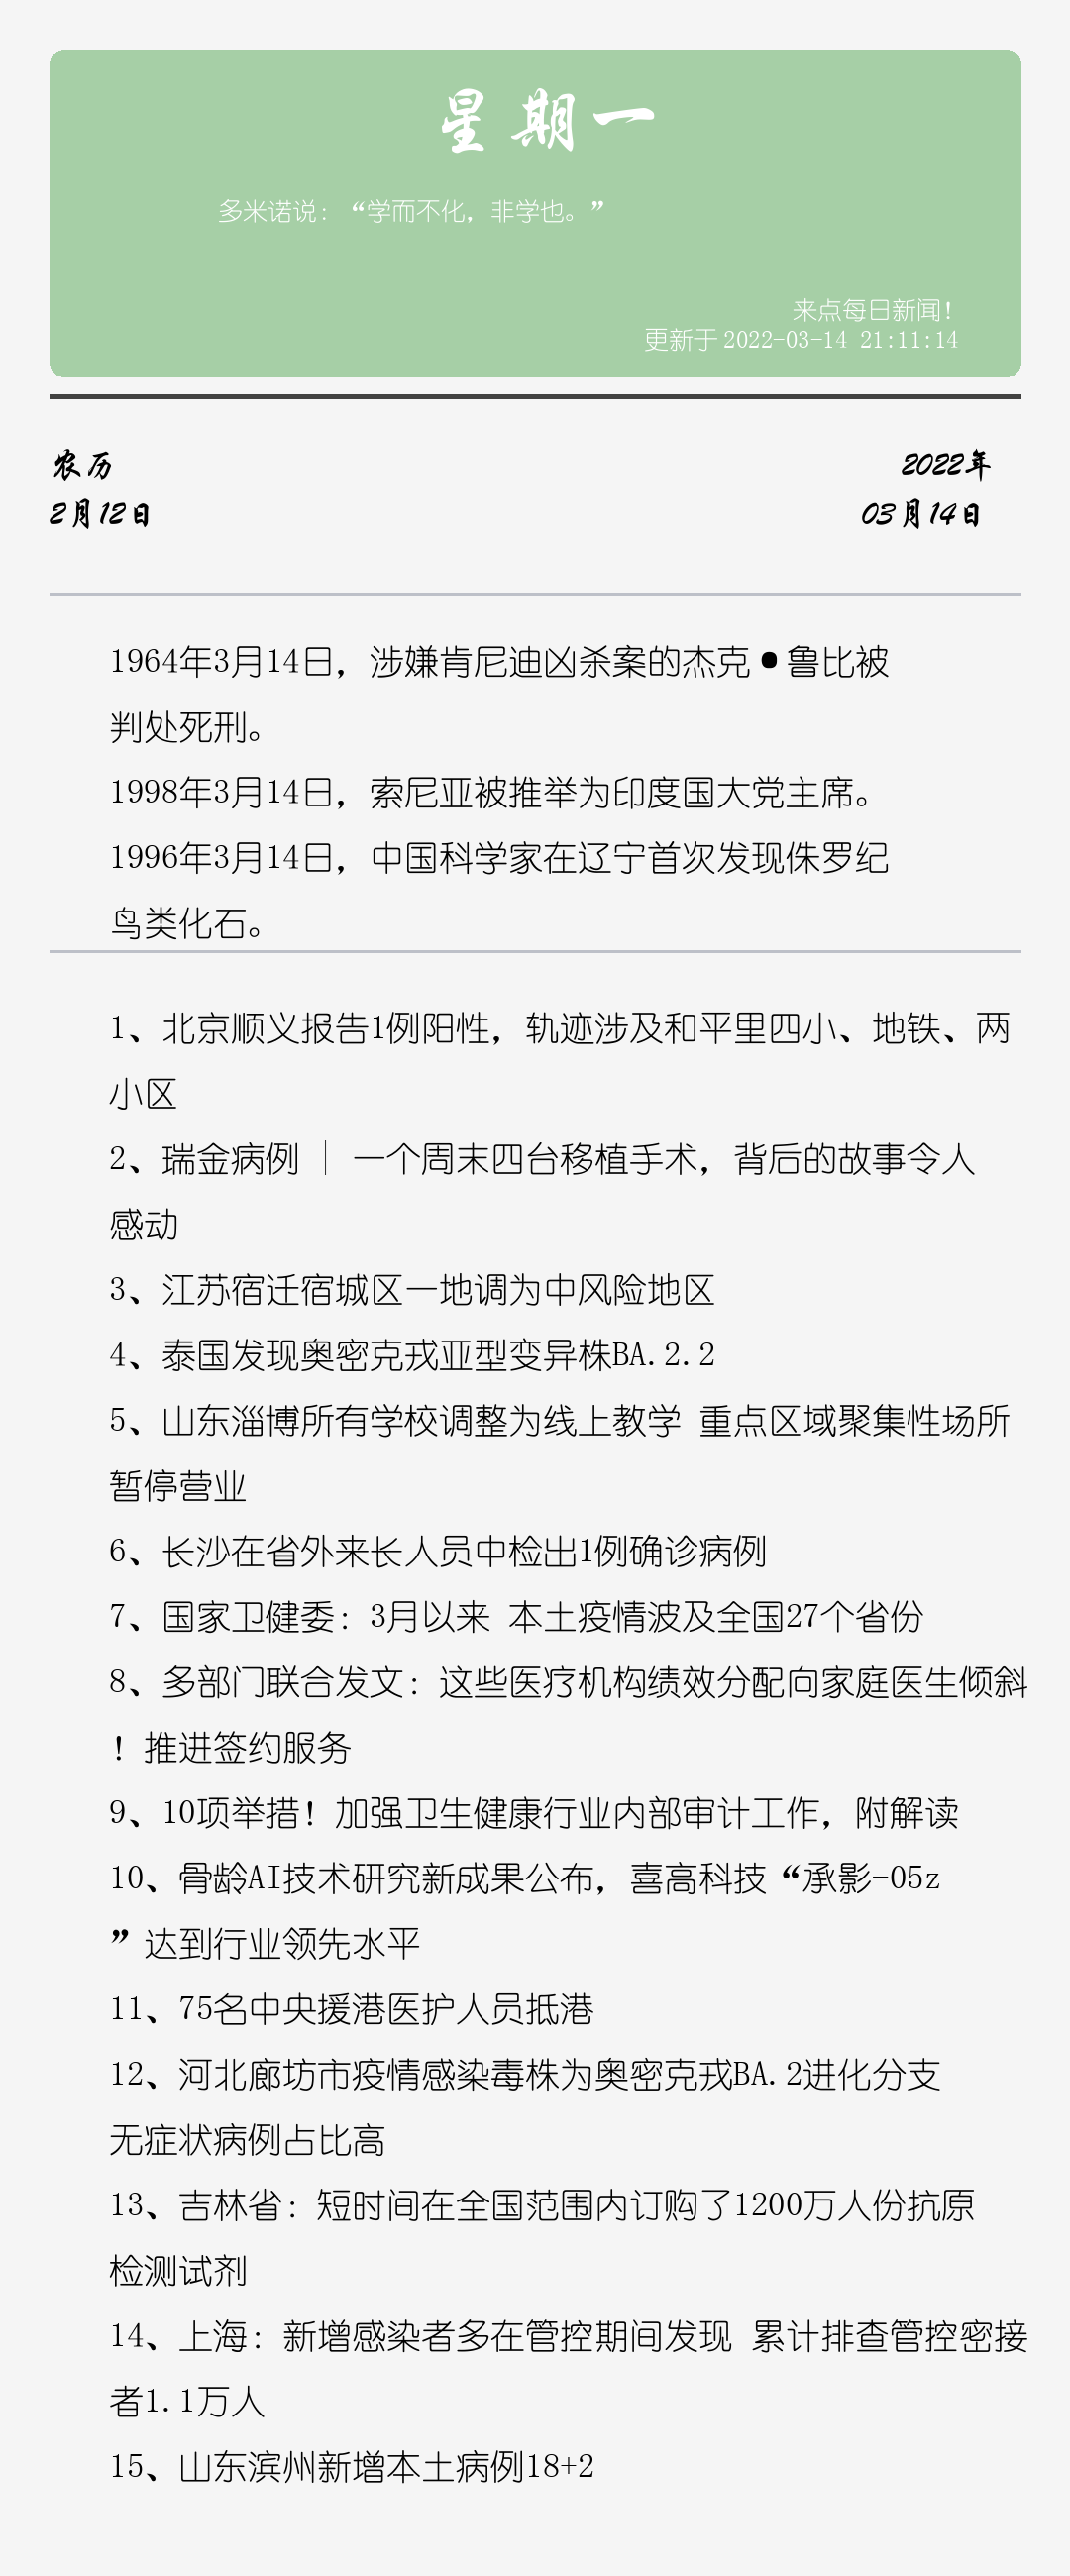 星期一
多米诺说：“学而不化，非学也。”
来点每日新闻！
更新于 2022-03-14 21:11:14
农历
2022年
2月12日
03月14日
1964年3月14日，涉嫌肯尼迪凶杀案的杰克•鲁比被
判处死刑。
1998年3月14日，索尼亚被推举为印度国大党主席。
1996年3月14日，中国科学家在辽宁首次发现侏罗纪
鸟类化石。
1、北京顺义报告1例阳性，轨迹涉及和平里四小、地铁、两
小区
2、瑞金病例｜一个周末四台移植手术，背后的故事令人
感动
3、江苏宿迁宿城区一地调为中风险地区
4、泰国发现奥密克戎亚型变异株BA.2.2
5、山东淄博所有学校调整为线上教学 重点区域聚集性场所
暂停营业
6、长沙在省外来长人员中检出1例确诊病例
7、国家卫健委：3月以来 本土疫情波及全国27个省份
8、多部门联合发文：这些医疗机构绩效分配向家庭医生倾斜
！推进签约服务
9、10项举措！加强卫生健康行业内部审计工作，附解读
10、骨龄AI技术研究新成果公布，喜高科技“承影-05z
”达到行业领先水平
11、75名中央援港医护人员抵港
12、河北廊坊市疫情感染毒株为奥密克戎BA.2进化分支
无症状病例占比高
13、吉林省：短时间在全国范围内订购了1200万人份抗原
检测试剂
14、上海：新增感染者多在管控期间发现 累计排查管控密接
者1.1万人
15、山东滨州新增本土病例18+2